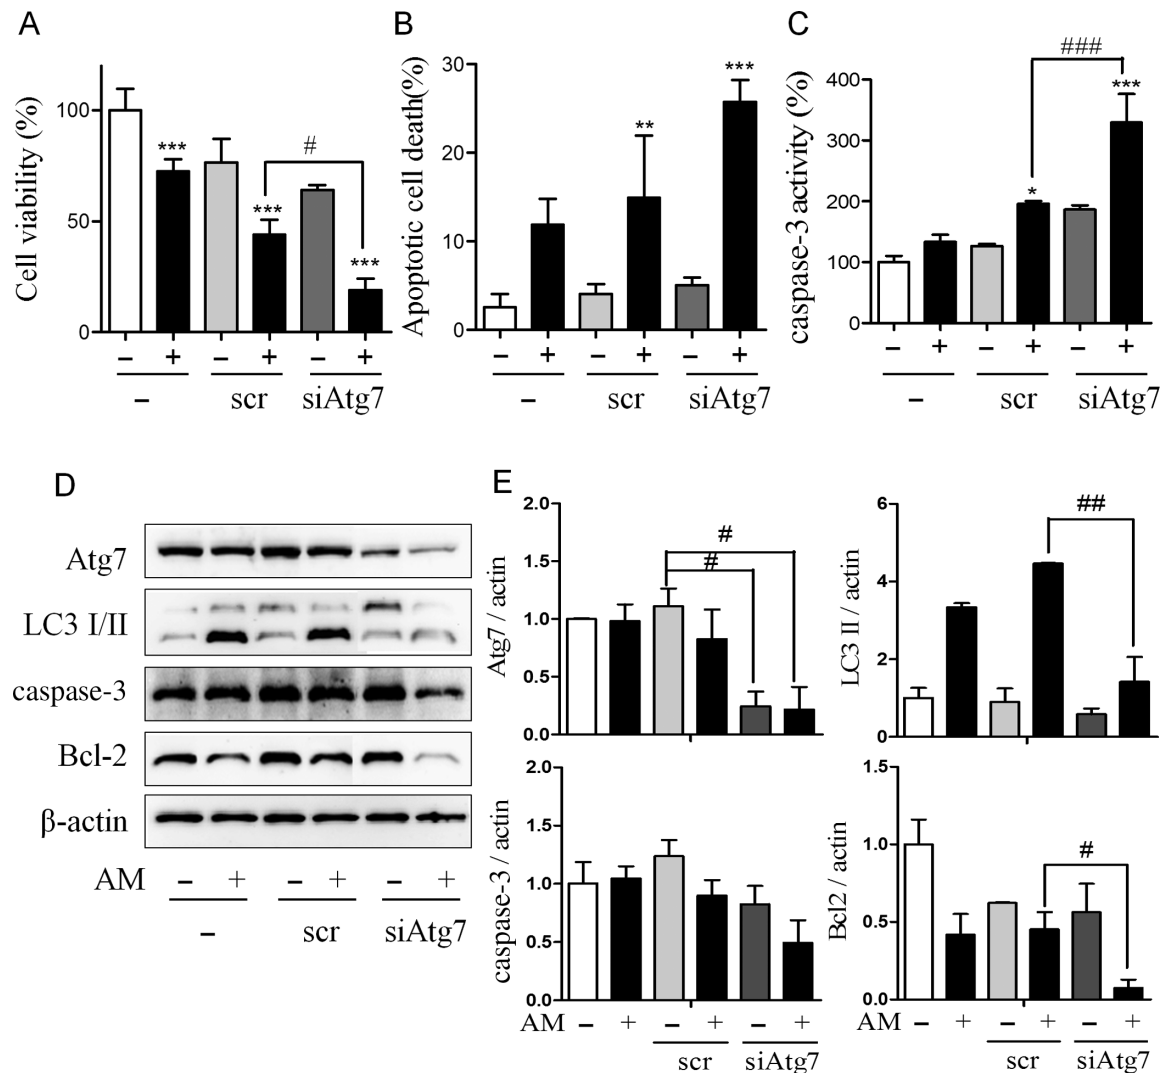 A
Cell viability (%)
100
50
0
***
***
#
***
− + − + − +
− scr siAtg7
B
Apoptotic cell death(%)
30
20
10
0
**
***
− + − + − +
− scr siAtg7
C
caspase-3 activity (%)
400
300
200
100
0
###
*
***
− + − + − +
− scr siAtg7
D
Atg7
LC3 I/II
caspase-3
Bcl-2
β-actin
AM − + − + − +
− scr siAtg7
E
Atg7 / actin
2.0
1.5
1.0
0.5
0.0
#
#
LC3 II / actin
6
4
2
0
##
caspase-3 / actin
2.0
1.5
1.0
0.5
0.0
AM − + − + − +
scr siAtg7
Bcl2 / actin
1.5
1.0
0.5
0.0
#
AM − + − + − +
scr siAtg7